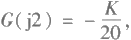 G(j2) = -K/20,